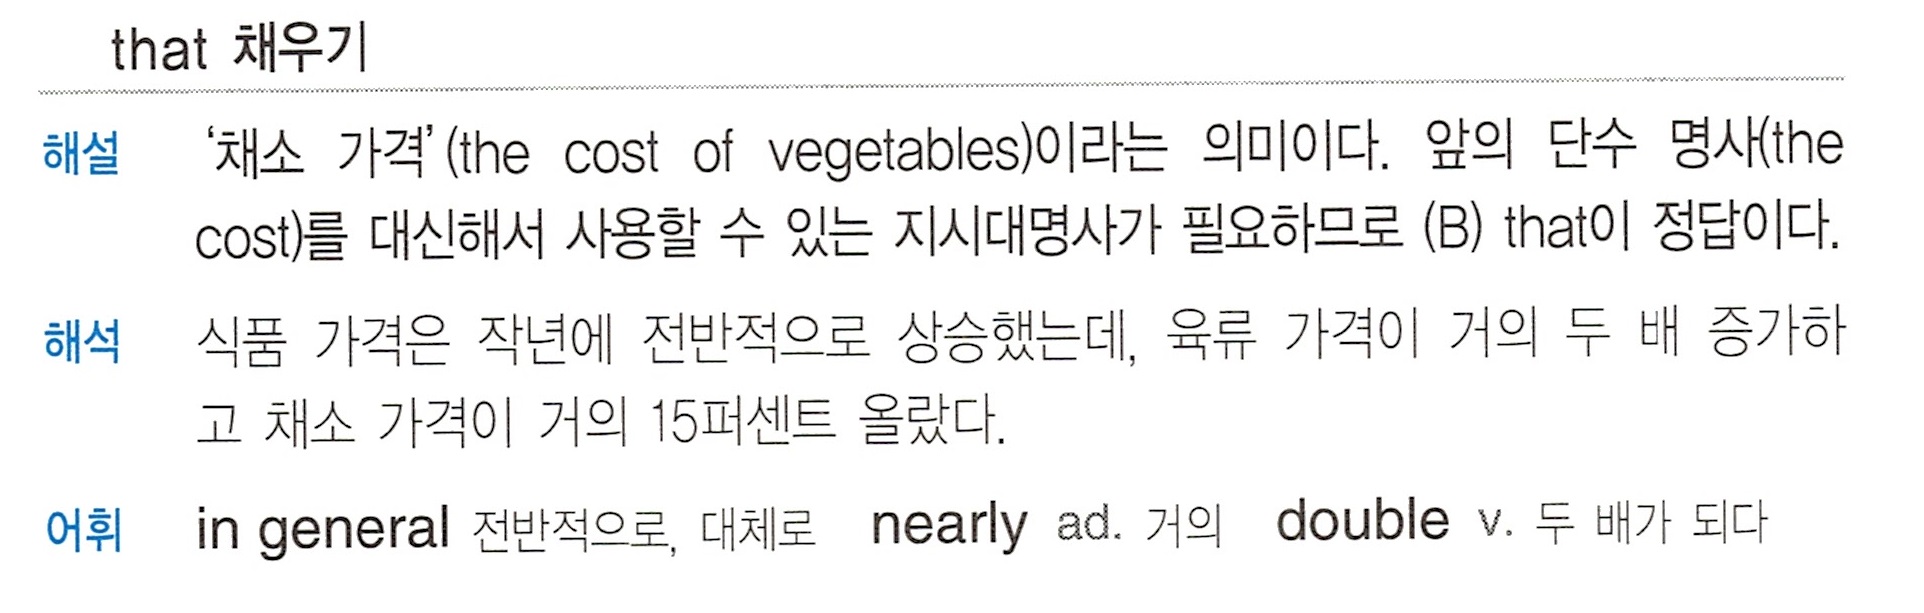 that 채우기
해설 ‘채소 가격’(the cost of vegetables)이라는 의미이다. 앞의 단수 명사(the
cost)를 대신해서 사용할 수 있는 지시대명사가 필요하므로 (B) that이 정답이다.
해석 식품 가격은 작년에 전반적으로 상승했는데, 육류 가격이 거의 두 배 증가하
고 채소 가격이 거의 15퍼센트 올랐다.
어휘 in general 전반적으로, 대체로 nearly ad. 거의 double v. 두 배가 되다